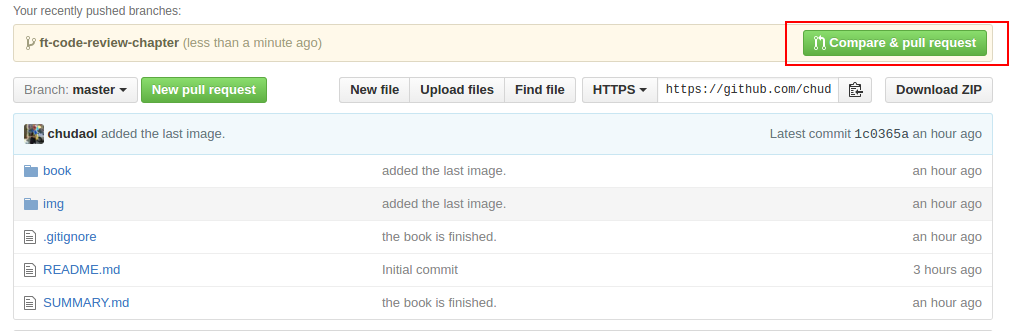 Your recently pushed branches:
ft-code-review-chapter (less than a minute ago) Compare & pull request
Branch: master New pull request New file Upload files Find file HTTPS https://github.com/chud Download ZIP
chudaol added the last image. Latest commit 1c0365a an hour ago
book added the last image. an hour ago
img added the last image. an hour ago
.gitignore the book is finished. an hour ago
README.md Initial commit 3 hours ago
SUMMARY.md the book is finished. an hour ago